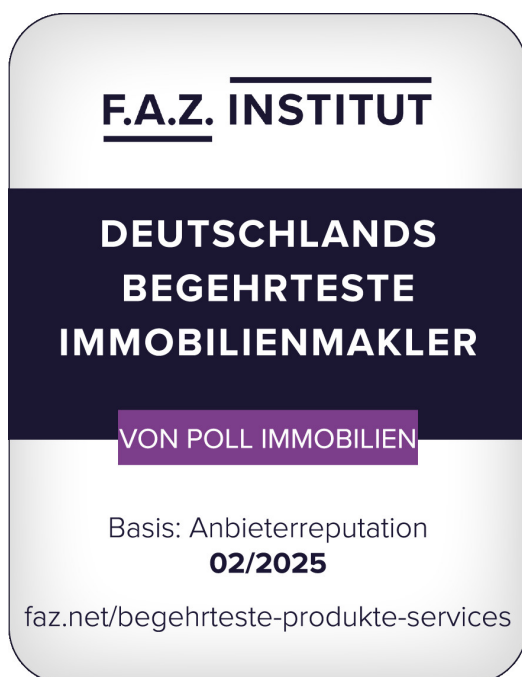 F.A.Z. INSTITUT
DEUTSCHLANDS
BEGEHRTESTE
IMMOBILIENMAKLER
VON POLL IMMOBILIEN
Basis: Anbieterreputation
02/2025
faz.net/begehrteste-produkte-services